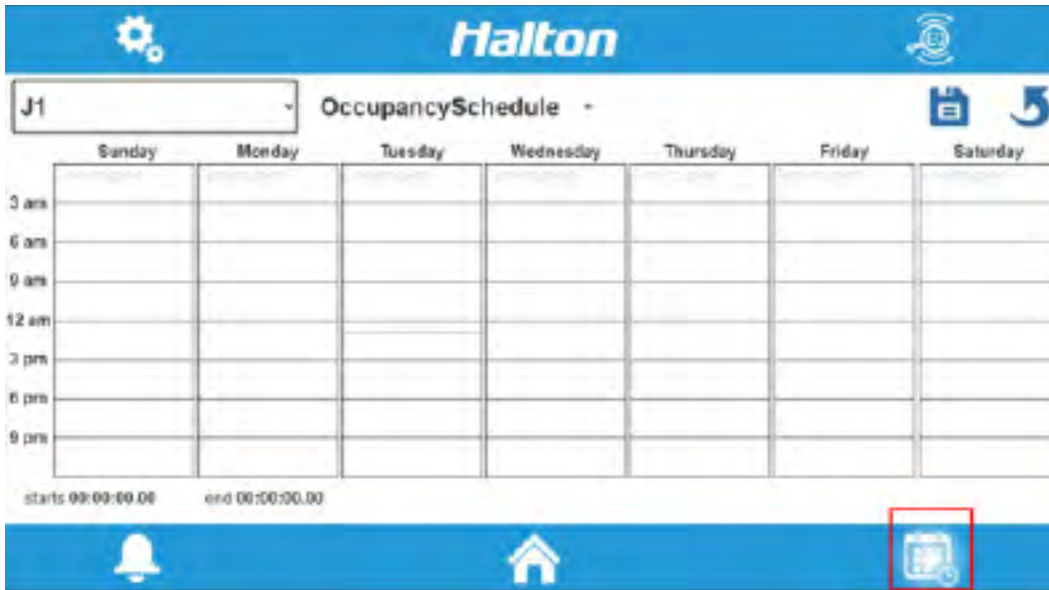 Halton
J1 OccupancySchedule
Sunday Monday Tuesday Wednesday Thursday Friday Saturday
3 am
6 am
9 am
12 am
3 pm
6 pm
9 pm
starts 00:00:00.00 end 00:00:00.00